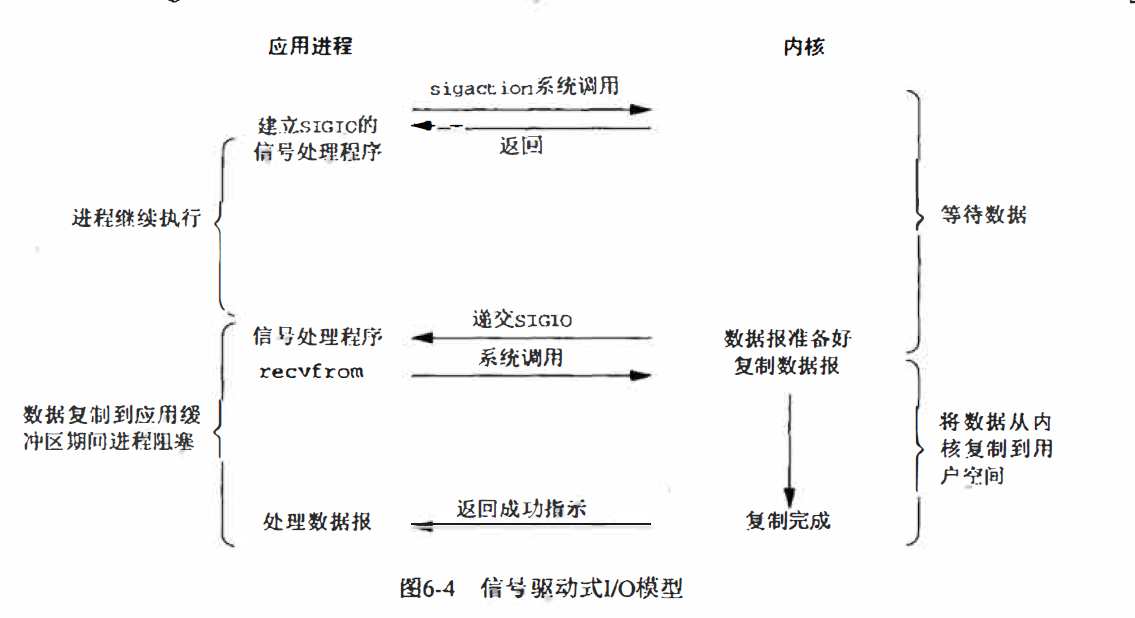 应用进程
内核
sigaction系统调用
建立SIGIO的
信号处理程序
返回
进程继续执行
等待数据
递交SIGIO
信号处理程序
数据报准备好
系统调用
recvfrom
复制数据报
数据复制到应用缓
冲区期间进程阻塞
将数据从内
核复制到用
户空间
返回成功指示
处理数据报
复制完成
图6-4 信号驱动式I/O模型